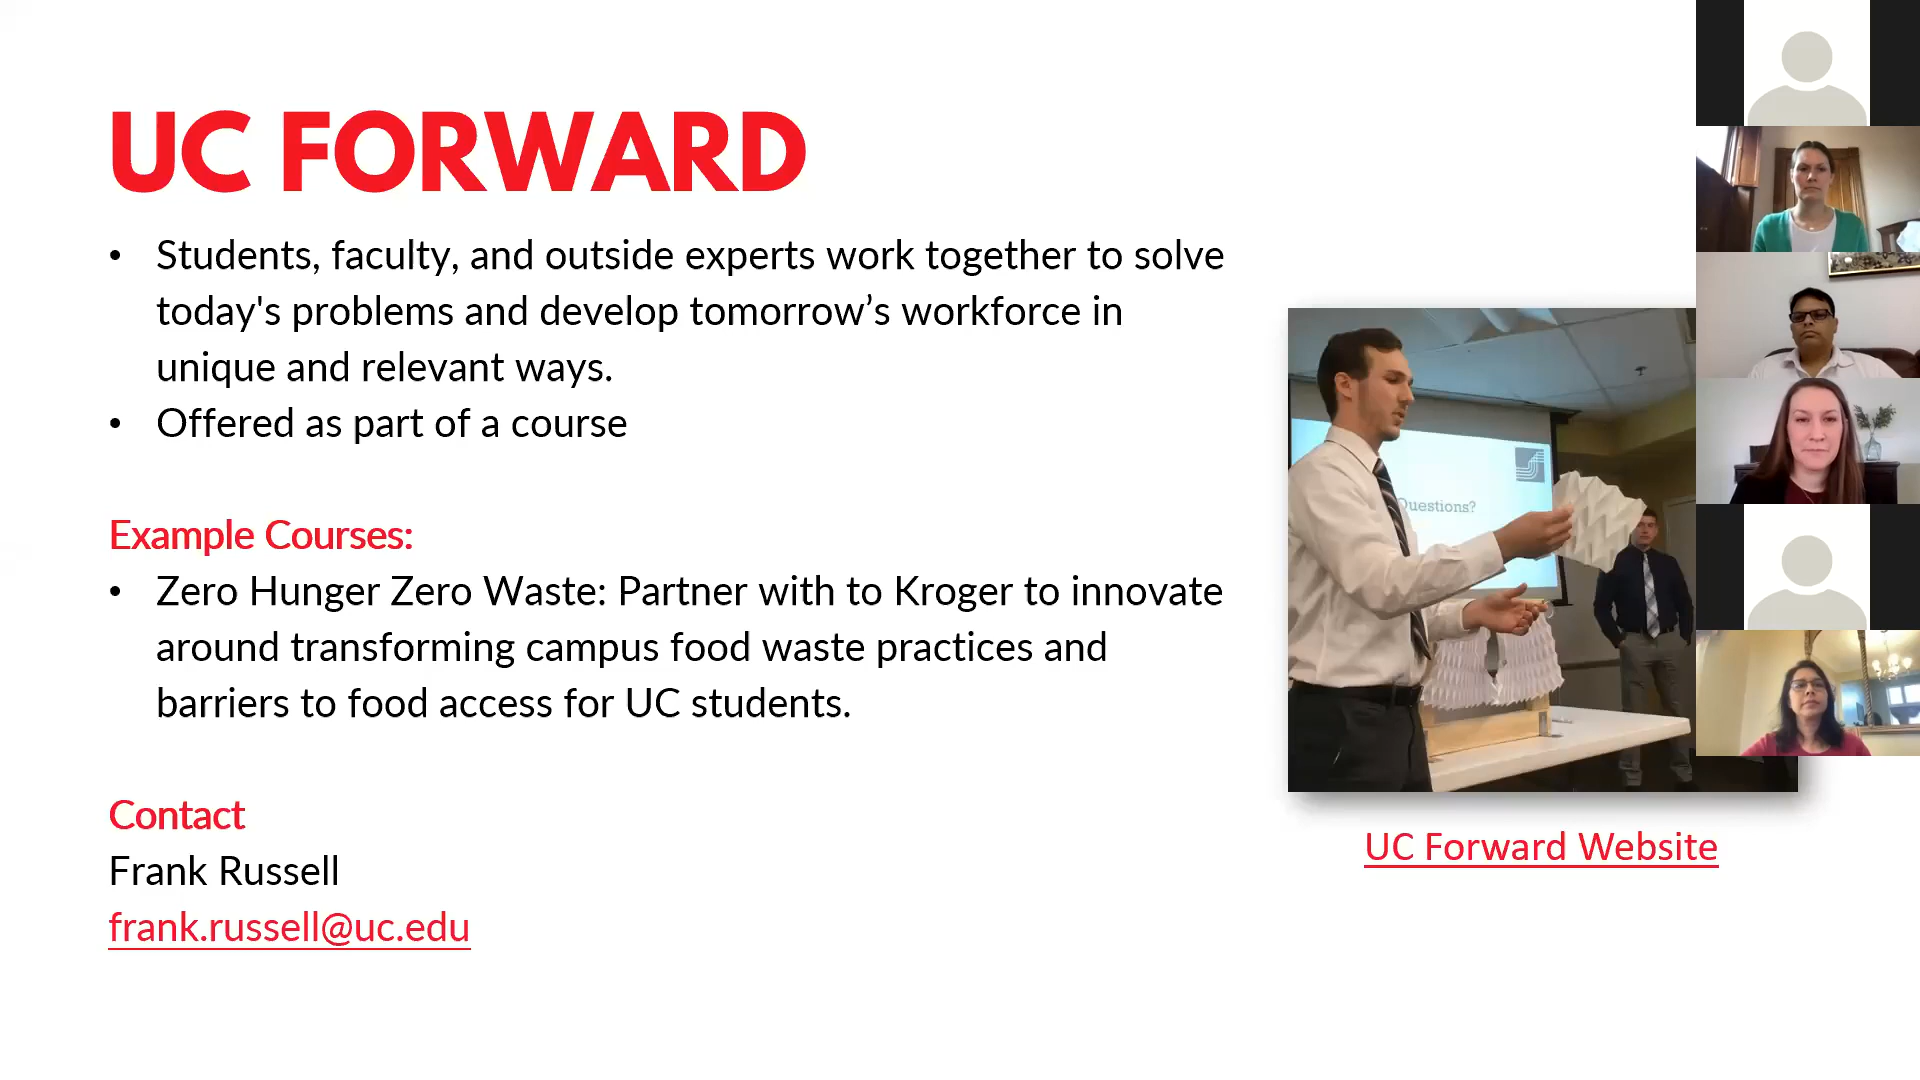 UC FORWARD
• Students, faculty, and outside experts work together to solve
today's problems and develop tomorrow’s workforce in
unique and relevant ways.
• Offered as part of a course
Example Courses:
• Zero Hunger Zero Waste: Partner with to Kroger to innovate
around transforming campus food waste practices and
barriers to food access for UC students.
Contact
Frank Russell
frank.russell@uc.edu
Questions?
UC Forward Website